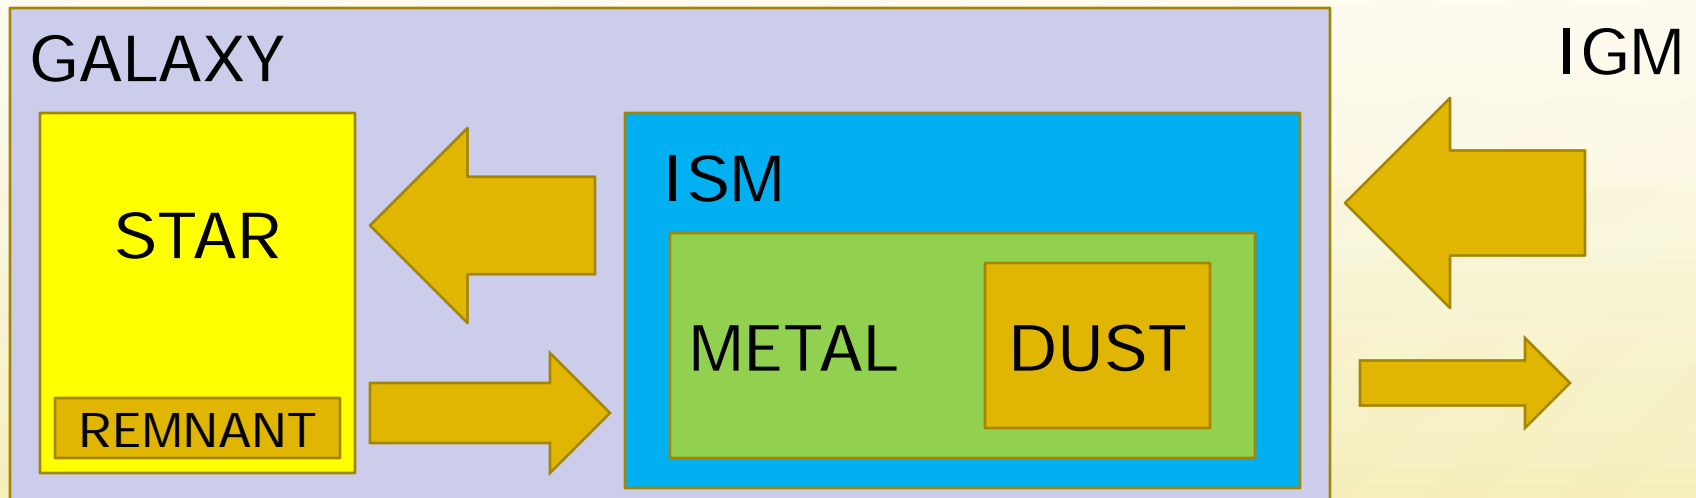 GALAXY
IGM
STAR
REMNANT
ISM
METAL
DUST